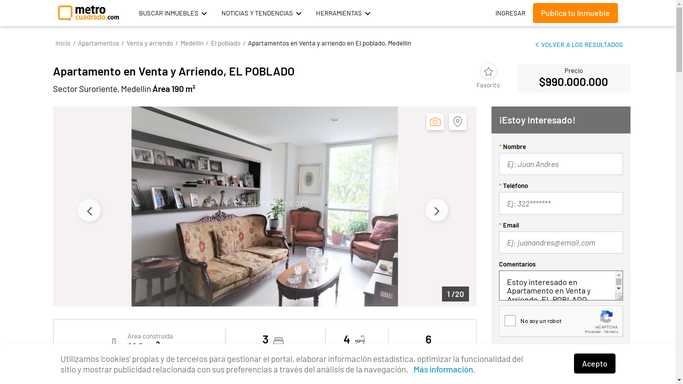 metro
cuadrado.com
BUSCAR INMUEBLES
NOTICIAS Y TENDENCIAS
HERRAMIENTAS
INGRESAR
Publica tu Inmueble
Inicio / Apartamentos / Venta y arriendo / Medellín / El poblado / Apartamentos en Venta y arriendo en El poblado, Medellín
VOLVER A LOS RESULTADOS
Apartamento en Venta y Arriendo, EL POBLADO
Sector Suroriente, Medellín Área 190 m²
Favorito
Precio
$990.000.000
1 / 20
¡Estoy Interesado!
* Nombre
Ej: Juan Andres
* Teléfono
Ej: 322*******
* Email
Ej: juanandres@email.com
Comentarios
Estoy interesado en
Apartamento en Venta y
Arriendo, EL POBLADO
No soy un robot
reCAPTCHA
Privacidad - Términos
Área construida
3
4
6
Utilizamos 'cookies' propias y de terceros para gestionar el portal, elaborar información estadística, optimizar la funcionalidad del
sitio y mostrar publicidad relacionada con sus preferencias a través del análisis de la navegación. Más información.
Acepto